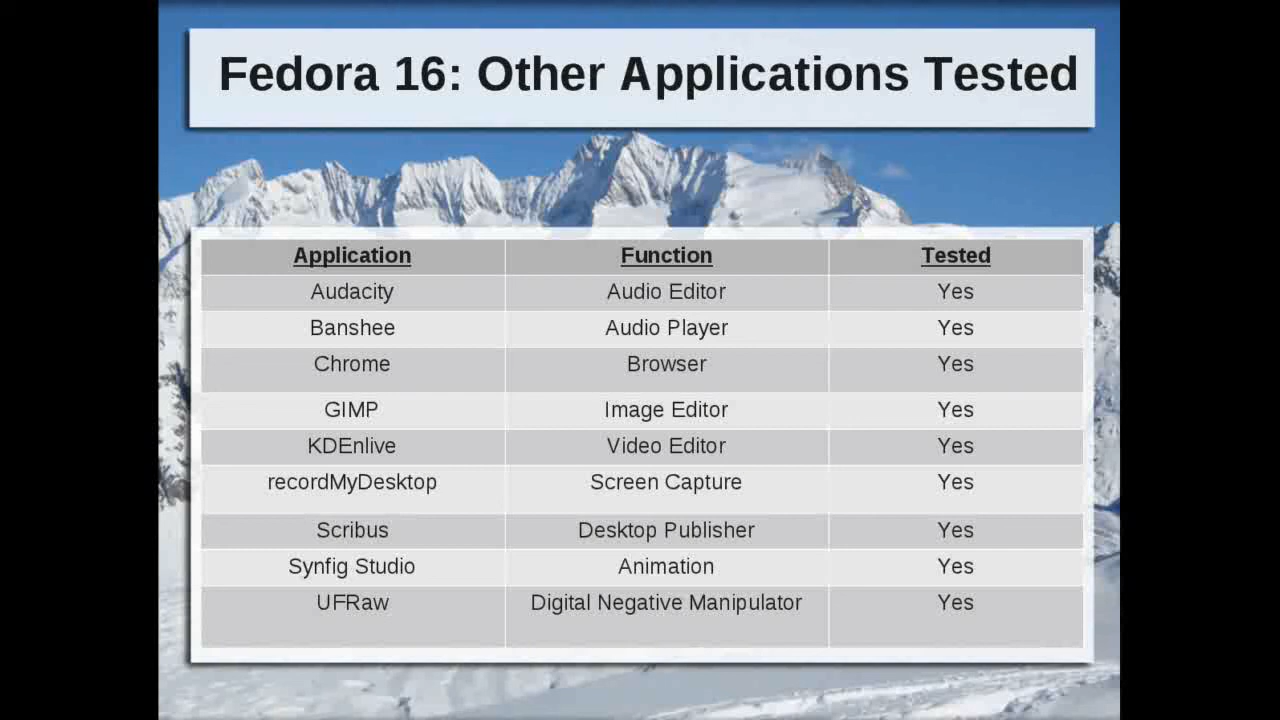 Fedora 16: Other Applications Tested
Application Function Tested
Audacity Audio Editor Yes
Banshee Audio Player Yes
Chrome Browser Yes
GIMP Image Editor Yes
KDEnlive Video Editor Yes
recordMyDesktop Screen Capture Yes
Scribus Desktop Publisher Yes
Synfig Studio Animation Yes
UFRaw Digital Negative Manipulator Yes